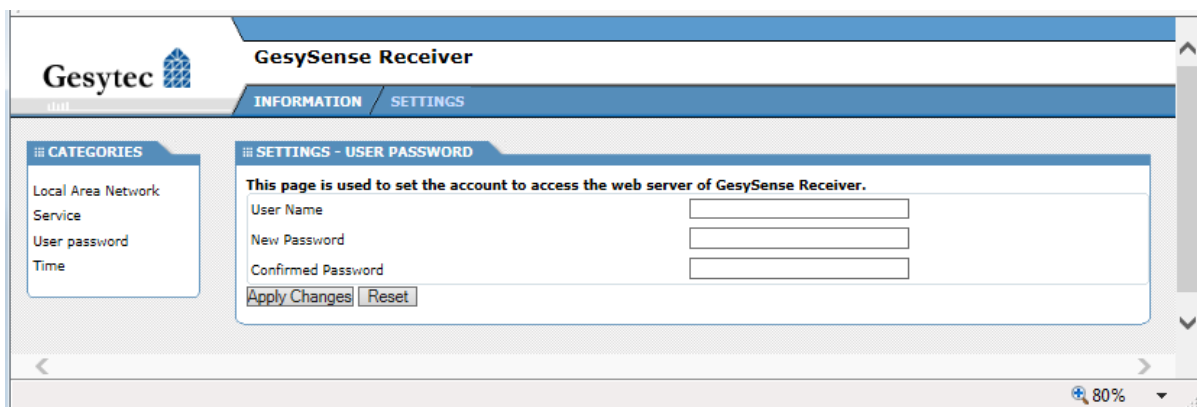 GesySense Receiver
Gesytec
INFORMATION / SETTINGS
CATEGORIES
Local Area Network
Service
User password
Time
SETTINGS - USER PASSWORD
This page is used to set the account to access the web server of GesySense Receiver.
User Name
New Password
Confirmed Password
Apply Changes Reset
80%